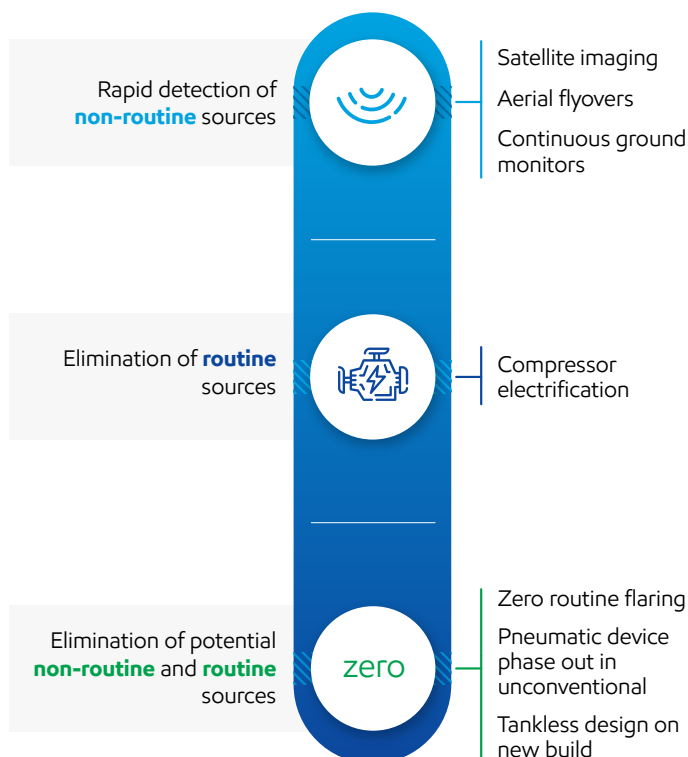 Rapid detection of
non-routine sources
Satellite imaging
Aerial flyovers
Continuous ground
monitors
Elimination of routine
sources
Compressor
electrification
Elimination of potential
non-routine and routine
sources
zero
Zero routine flaring
Pneumatic device
phase out in
unconventional
Tankless design on
new build